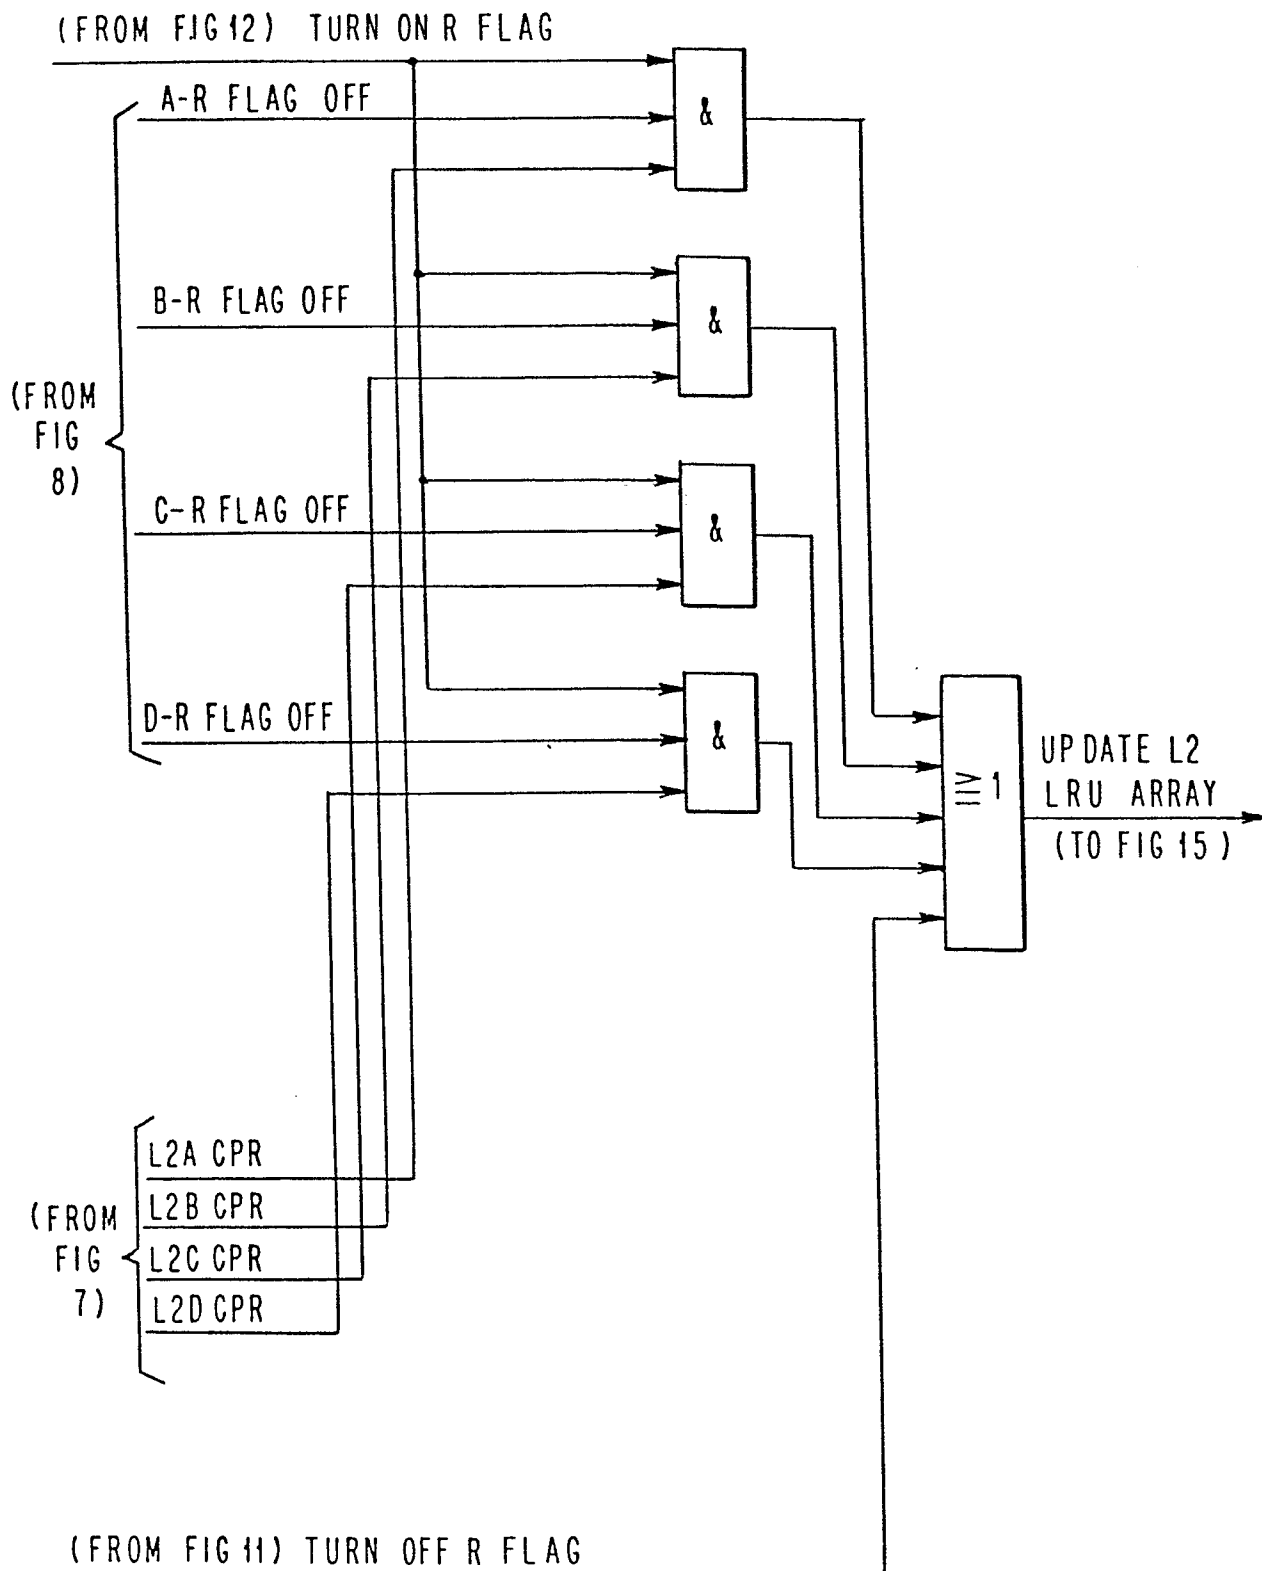 (FROM FIG 12) TURN ON R FLAG
A-R FLAG OFF
&
B-R FLAG OFF
&
(FROM
FIG
8)
C-R FLAG OFF
&
D-R FLAG OFF
&
≥ 1
UPDATE L2
LRU ARRAY
(TO FIG 15)
L2A CPR
L2B CPR
L2C CPR
L2D CPR
(FROM
FIG
7)
(FROM FIG 11) TURN OFF R FLAG